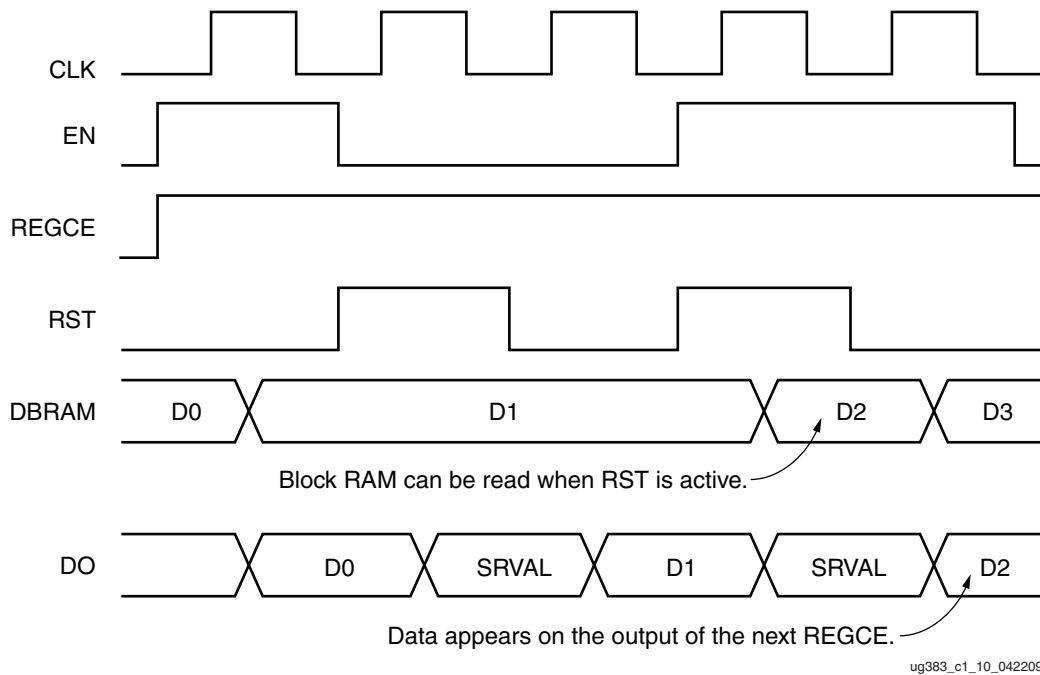 CLK
EN
REGCE
RST
DBRAM D0 D1 D2 D3
Block RAM can be read when RST is active.
DO D0 SRVAL D1 SRVAL D2
Data appears on the output of the next REGCE.
ug383_c1_10_042209